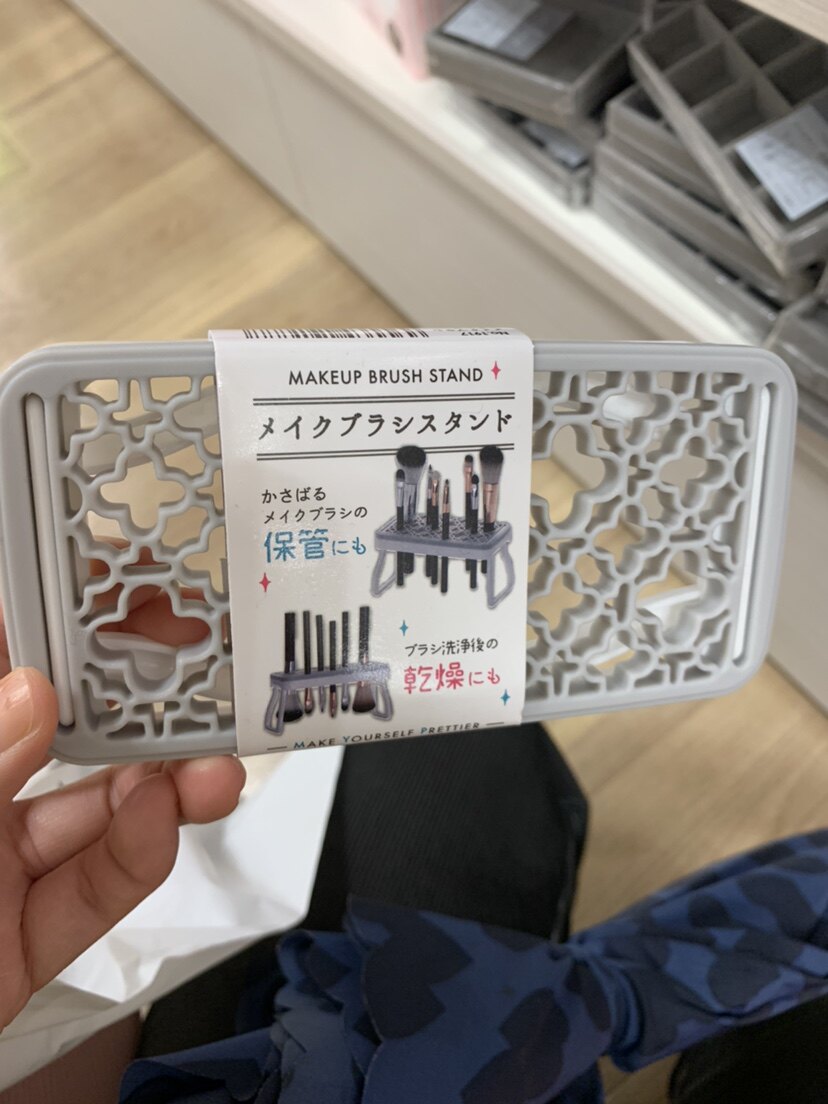 MAKEUP BRUSH STAND
メイクブラシスタンド
かさばる
メイクブラシの
保管にも
ブラシ洗浄後の
乾燥にも
MAKE YOURSELF PRETTIER